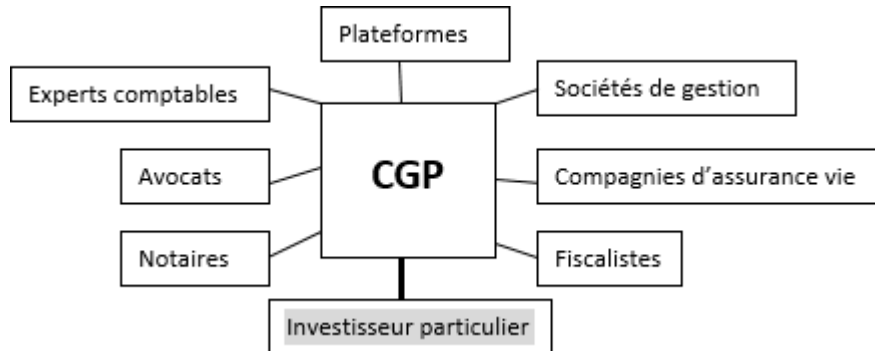 Plateformes
Experts comptables
Sociétés de gestion
CGP
Avocats
Compagnies d'assurance vie
Notaires
Fiscalistes
Investisseur particulier